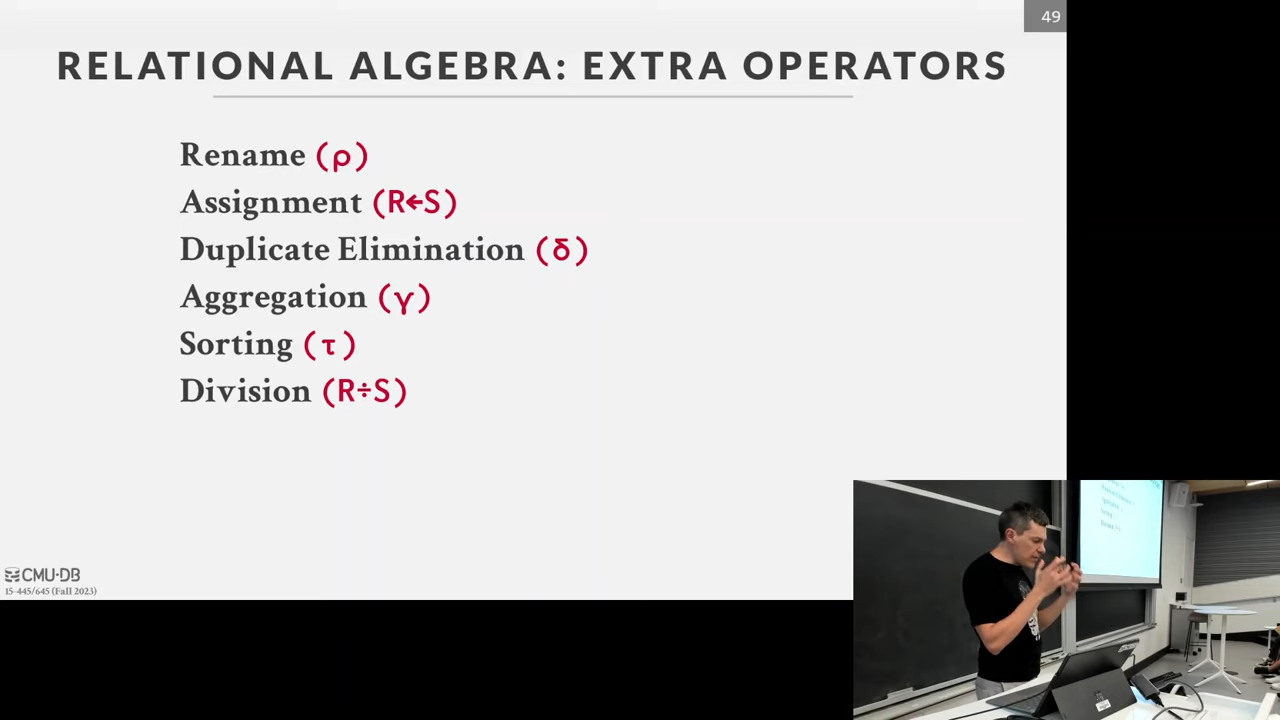 49
RELATIONAL ALGEBRA: EXTRA OPERATORS
Rename (ρ)
Assignment (R←S)
Duplicate Elimination (δ)
Aggregation (γ)
Sorting (τ)
Division (R÷S)
CMU·DB
15-445/645 (Fall 2023)